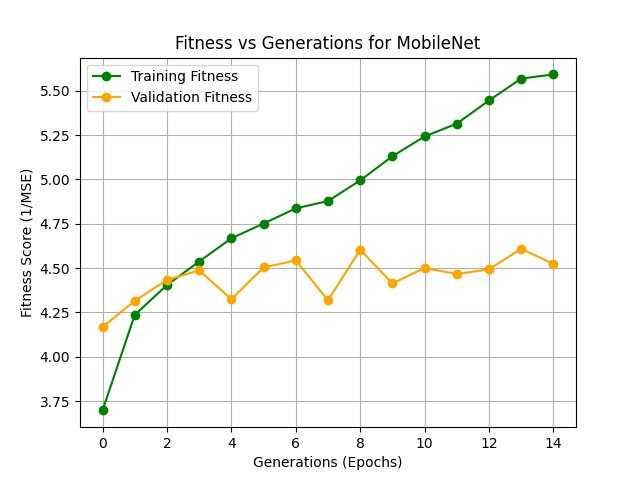 Fitness vs Generations for MobileNet
Training Fitness
Validation Fitness
Fitness Score (1/MSE)
5.50
5.25
5.00
4.75
4.50
4.25
4.00
3.75
0 2 4 6 8 10 12 14
Generations (Epochs)